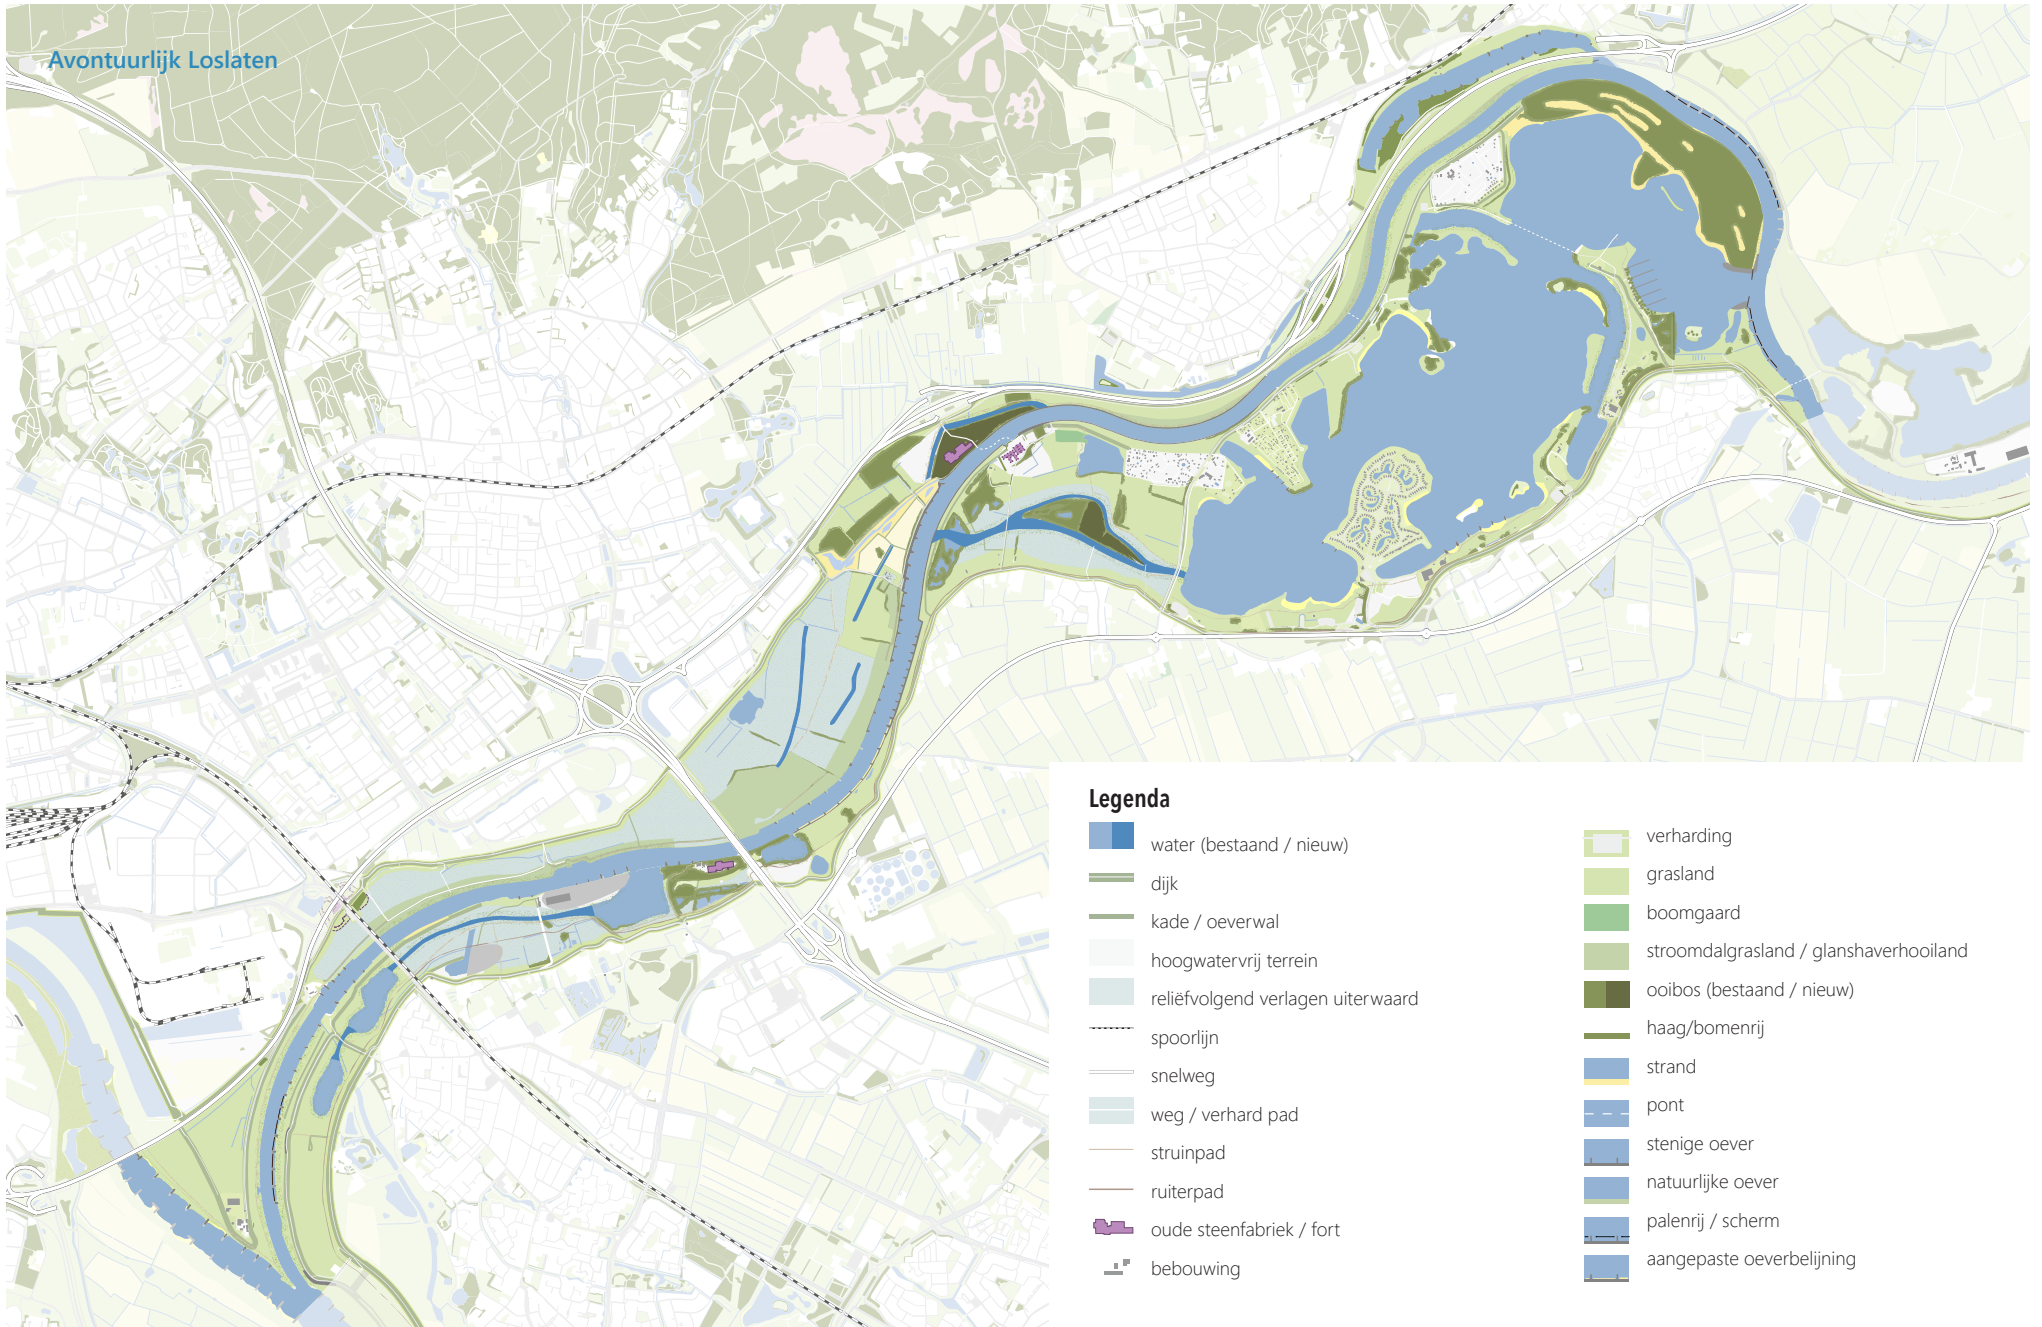 Avontuurlijk Loslaten
Legenda
water (bestaand / nieuw)
dijk
kade / oeverwal
hoogwatervrij terrein
reliëfvolgend verlagen uiterwaard
spoorlijn
snelweg
weg / verhard pad
struinpad
ruiterpad
oude steenfabriek / fort
bebouwing
verharding
grasland
boomgaard
stroomdalgrasland / glanshaverhooiland
ooibos (bestaand / nieuw)
haag/bomenrij
strand
pont
stenige oever
natuurlijke oever
palenrij / scherm
aangepaste oeverbelijning